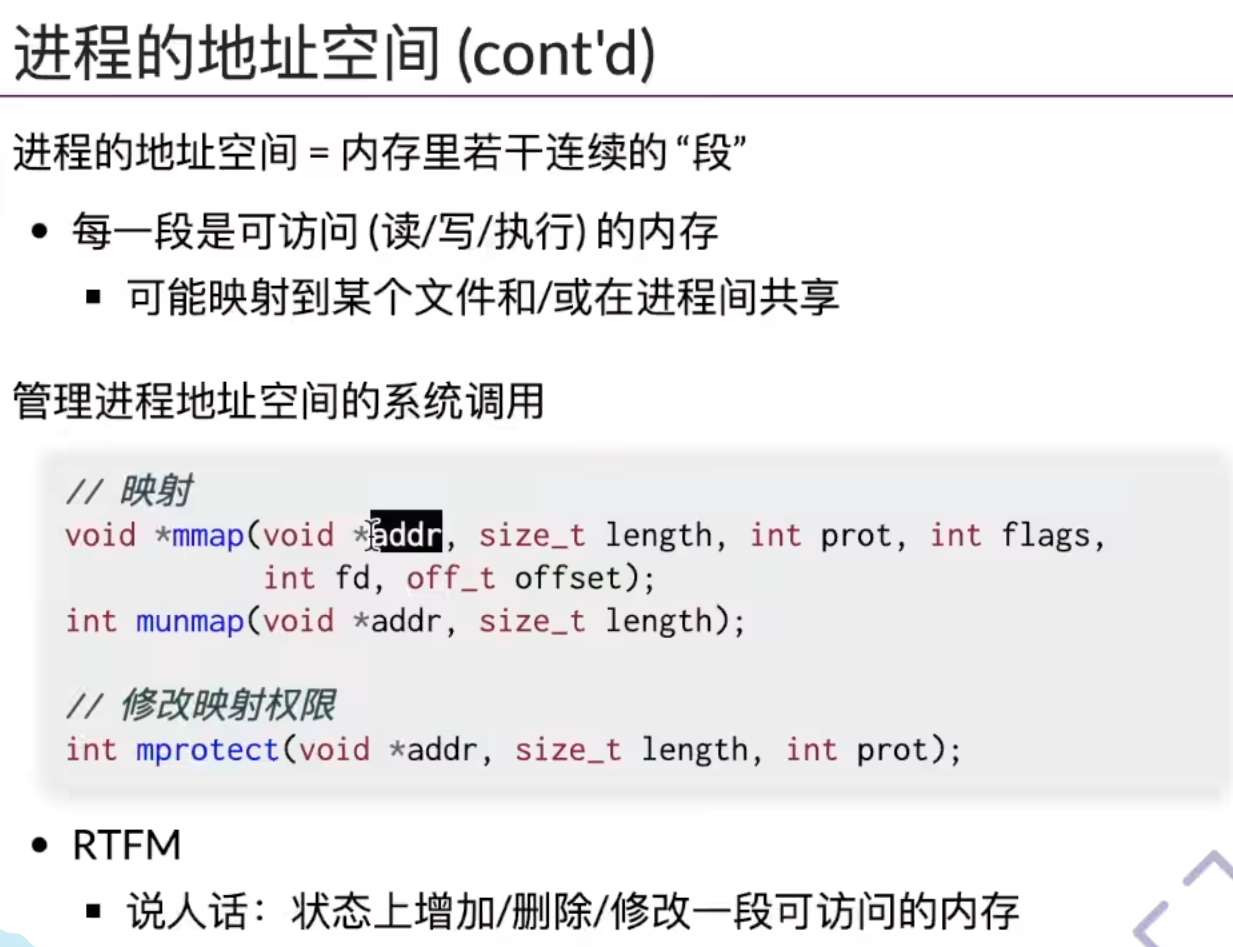 进程的地址空间 (cont'd)
进程的地址空间 = 内存里若干连续的 “段”
每一段是可访问 (读/写/执行) 的内存
可能映射到某个文件和/或在进程间共享
管理进程地址空间的系统调用
// 映射
void *mmap(void *addr, size_t length, int prot, int flags,
int fd, off_t offset);
int munmap(void *addr, size_t length);
// 修改映射权限
int mprotect(void *addr, size_t length, int prot);
RTFM
说人话：状态上增加/删除/修改一段可访问的内存